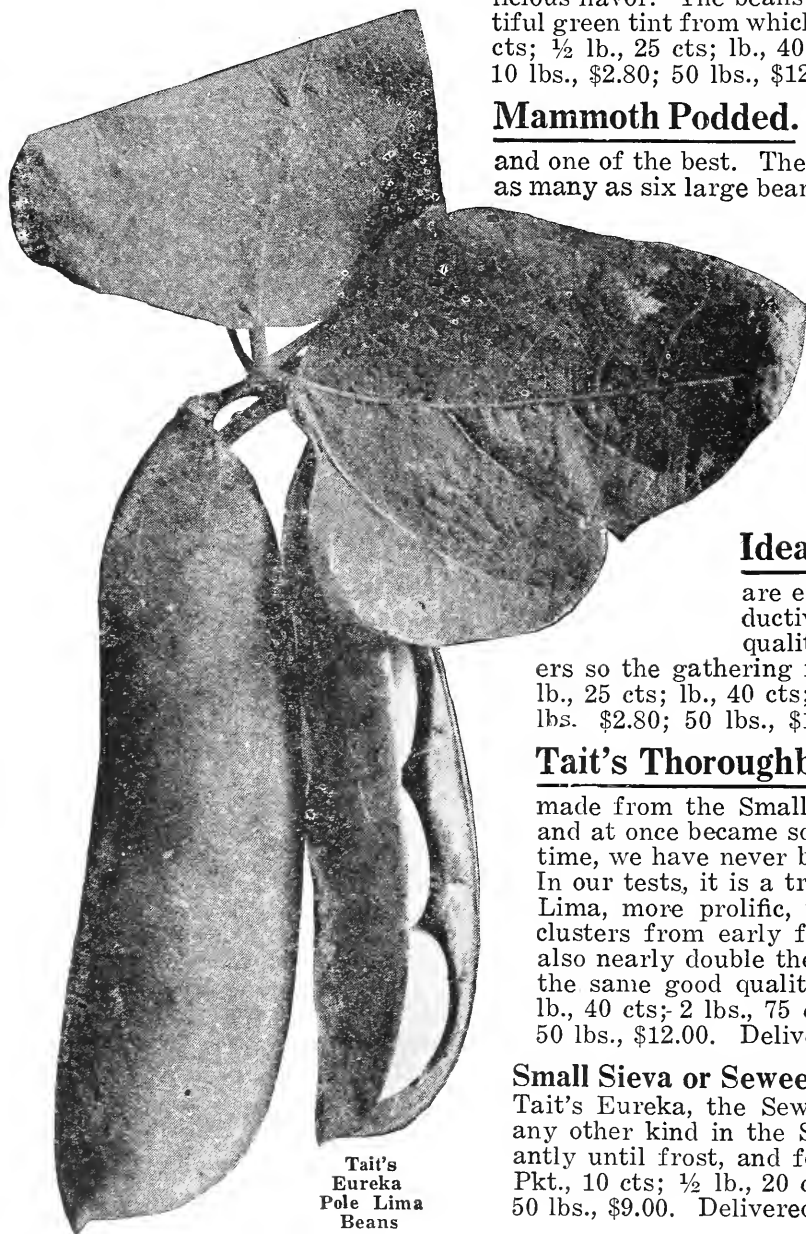 licious flavor. The beans
tiful green tint from which
cts; ½ lb., 25 cts; lb., 40
10 lbs., $2.80; 50 lbs., $12
Mammoth Podded.
and one of the best. The
as many as six large bear
Idea
are e
ductiv
qualit
ers so the gathering
lb., 25 cts; lb., 40 cts;
lbs. $2.80; 50 lbs., $
Tait's Thoroughb
made from the Small
and at once became so
time, we have never b
In our tests, it is a tr
Lima, more prolific,
clusters from early f
also nearly double the
the same good qualit
lb., 40 cts; 2 lbs., 75
50 lbs., $12.00. Delive
Small Sieva or Sewee
Tait's Eureka, the Sew
any other kind in the S
antly until frost, and f
Pkt., 10 cts; ½ lb., 20
50 lbs., $9.00. Delivered
Tait's
Eureka
Pole Lima
Beans